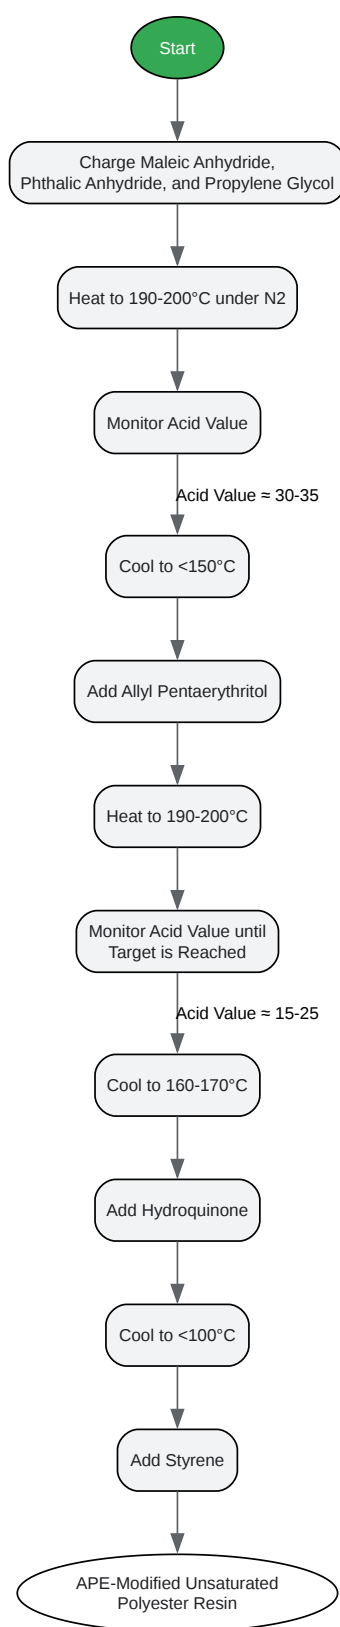 Start
Charge Maleic Anhydride,
Phthalic Anhydride, and Propylene Glycol
Heat to 190-200°C under N2
Monitor Acid Value
Acid Value ≈ 30-35
Cool to <150°C
Add Allyl Pentaerythritol
Heat to 190-200°C
Monitor Acid Value until
Target is Reached
Acid Value ≈ 15-25
Cool to 160-170°C
Add Hydroquinone
Cool to <100°C
Add Styrene
APE-Modified Unsaturated
Polyester Resin